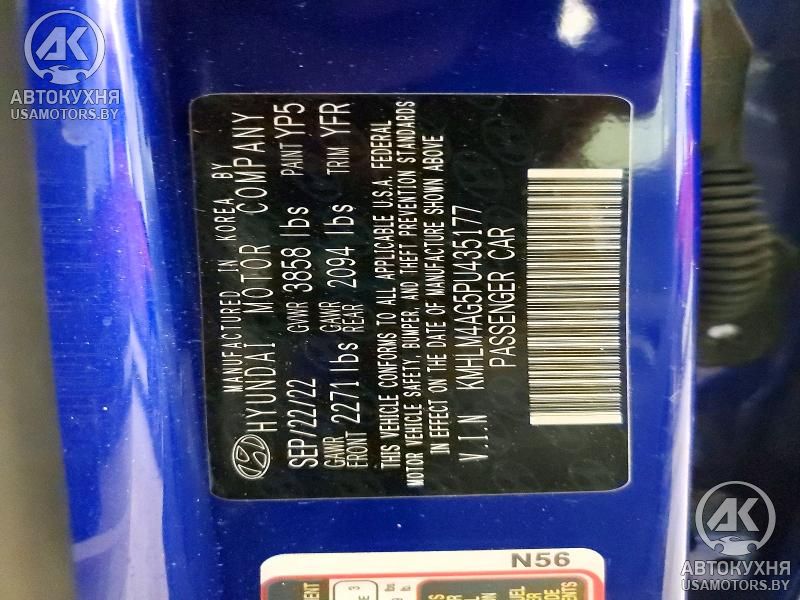 АВТОКУХНЯ
USAMOTORS.BY
MANUFACTURED IN KOREA BY
HYUNDAI MOTOR COMPANY
SEP/22/22 GVWR 3858 lbs PAINT YP5
GAWR FRONT 2271 lbs GAWR REAR 2094 lbs TRIM YFR
THIS VEHICLE CONFORMS TO ALL APPLICABLE U.S.A. FEDERAL
MOTOR VEHICLE SAFETY, BUMPER, AND THEFT PREVENTION STANDARDS
IN EFFECT ON THE DATE OF MANUFACTURE SHOWN ABOVE
V.I.N KMHLM4AG5PU435177
PASSENGER CAR
N56
АВТОКУХНЯ
USAMOTORS.BY